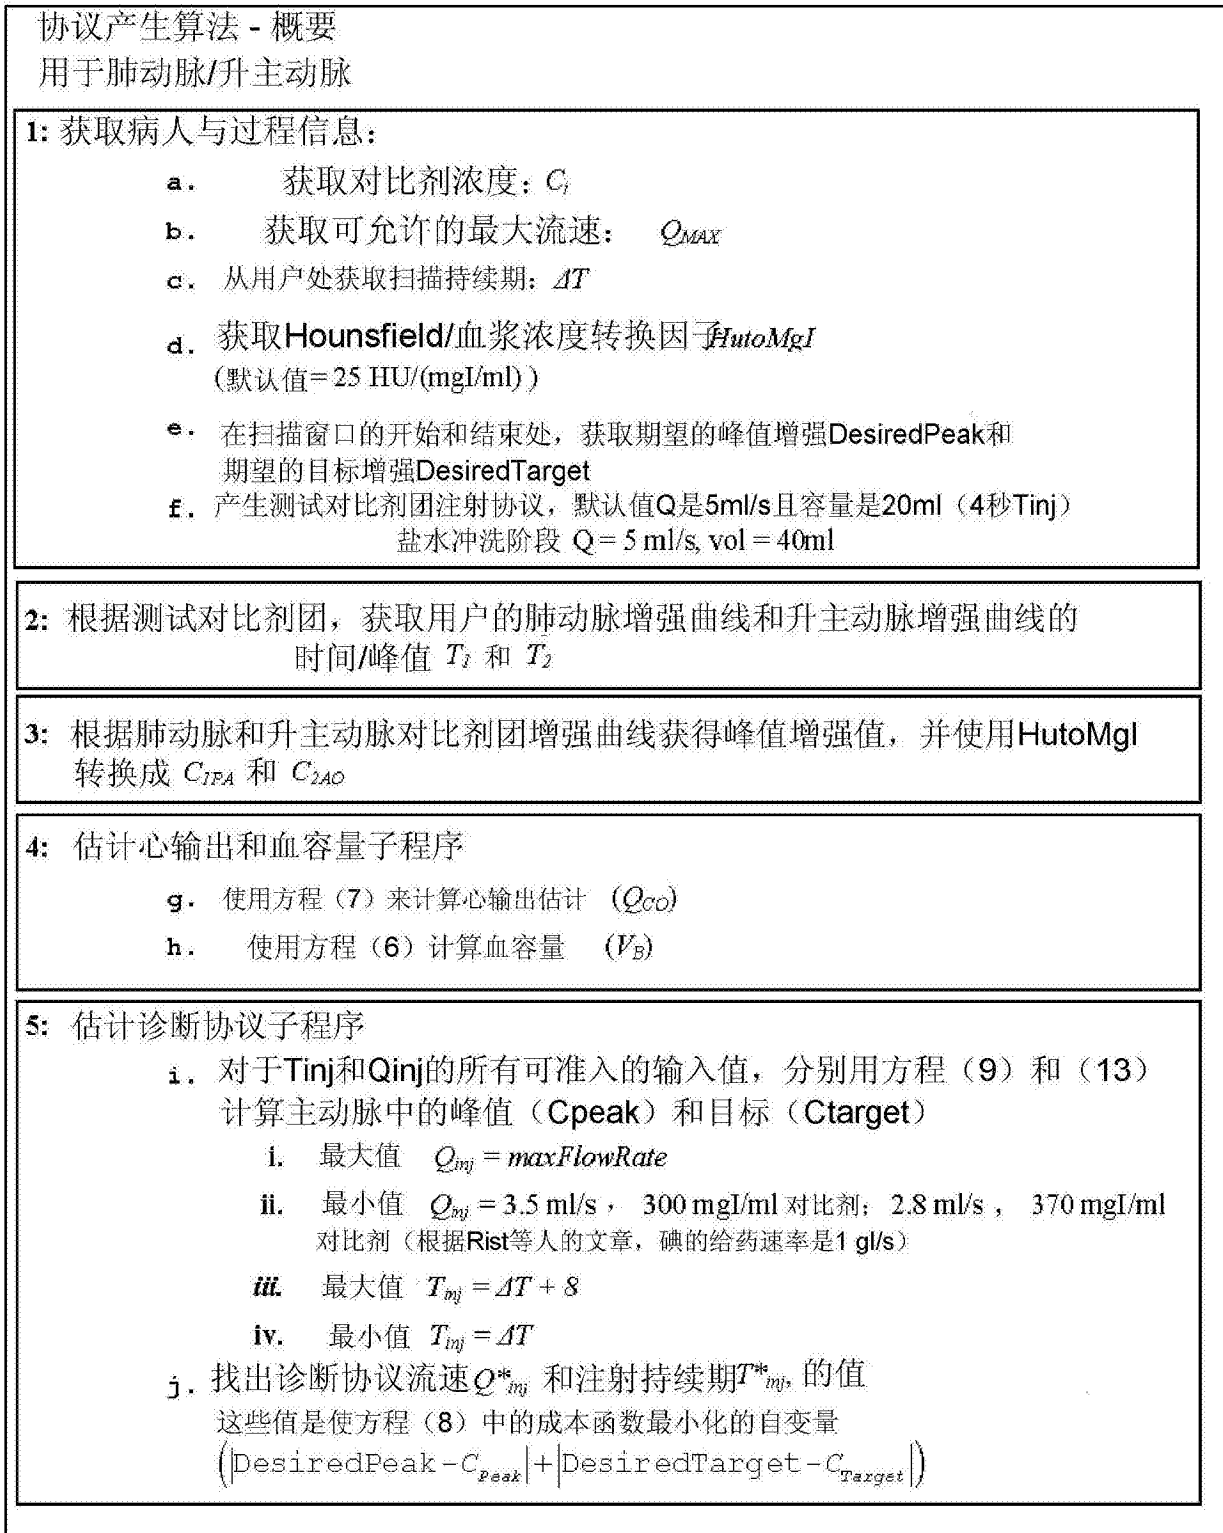 协议产生算法 - 概要
用于肺动脉/升主动脉
1: 获取病人与过程信息：
a. 获取对比剂浓度：Ci
b. 获取可允许的最大流速： QMAX
c. 从用户处获取扫描持续期：ΔT
d. 获取Hounsfield/血浆浓度转换因子HutoMgI
(默认值= 25 HU/(mgI/ml) )
e. 在扫描窗口的开始和结束处，获取期望的峰值增强DesiredPeak和
期望的目标增强DesiredTarget
f. 产生测试对比剂团注射协议，默认值Q是5ml/s且容量是20ml（4秒Tinj）
盐水冲洗阶段 Q = 5 ml/s, vol = 40ml
2: 根据测试对比剂团，获取用户的肺动脉增强曲线和升主动脉增强曲线的
时间/峰值 T1 和 T2
3: 根据肺动脉和升主动脉对比剂团增强曲线获得峰值增强值，并使用HutoMgI
转换成 C1PA 和 C2AO
4: 估计心输出和血容量子程序
g. 使用方程（7）来计算心输出估计 (QCO)
h. 使用方程（6）计算血容量 (VB)
5: 估计诊断协议子程序
i. 对于Tinj和Qinj的所有可准入的输入值，分别用方程（9）和（13）
计算主动脉中的峰值（Cpeak）和目标（Ctarget）
i. 最大值 Qinj = maxFlowRate
ii. 最小值 Qinj = 3.5 ml/s ， 300 mgI/ml 对比剂；2.8 ml/s ， 370 mgI/ml
对比剂（根据Rist等人的文章，碘的给药速率是1 gI/s）
iii. 最大值 Tinj = ΔT + 8
iv. 最小值 Tinj = ΔT
j. 找出诊断协议流速Q*inj 和注射持续期T*inj, 的值
这些值是使方程（8）中的成本函数最小化的自变量
(|DesiredPeak-CPeak|+|DesiredTarget-CTarget|)